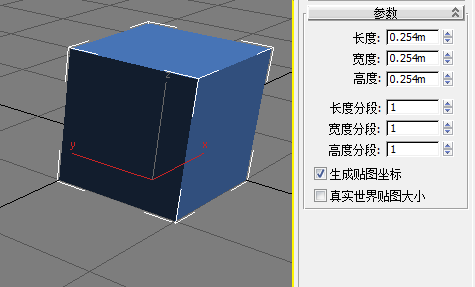 参数
长度: 0.254m
宽度: 0.254m
高度: 0.254m
长度分段: 1
宽度分段: 1
高度分段: 1
生成贴图坐标
真实世界贴图大小
z
y
x